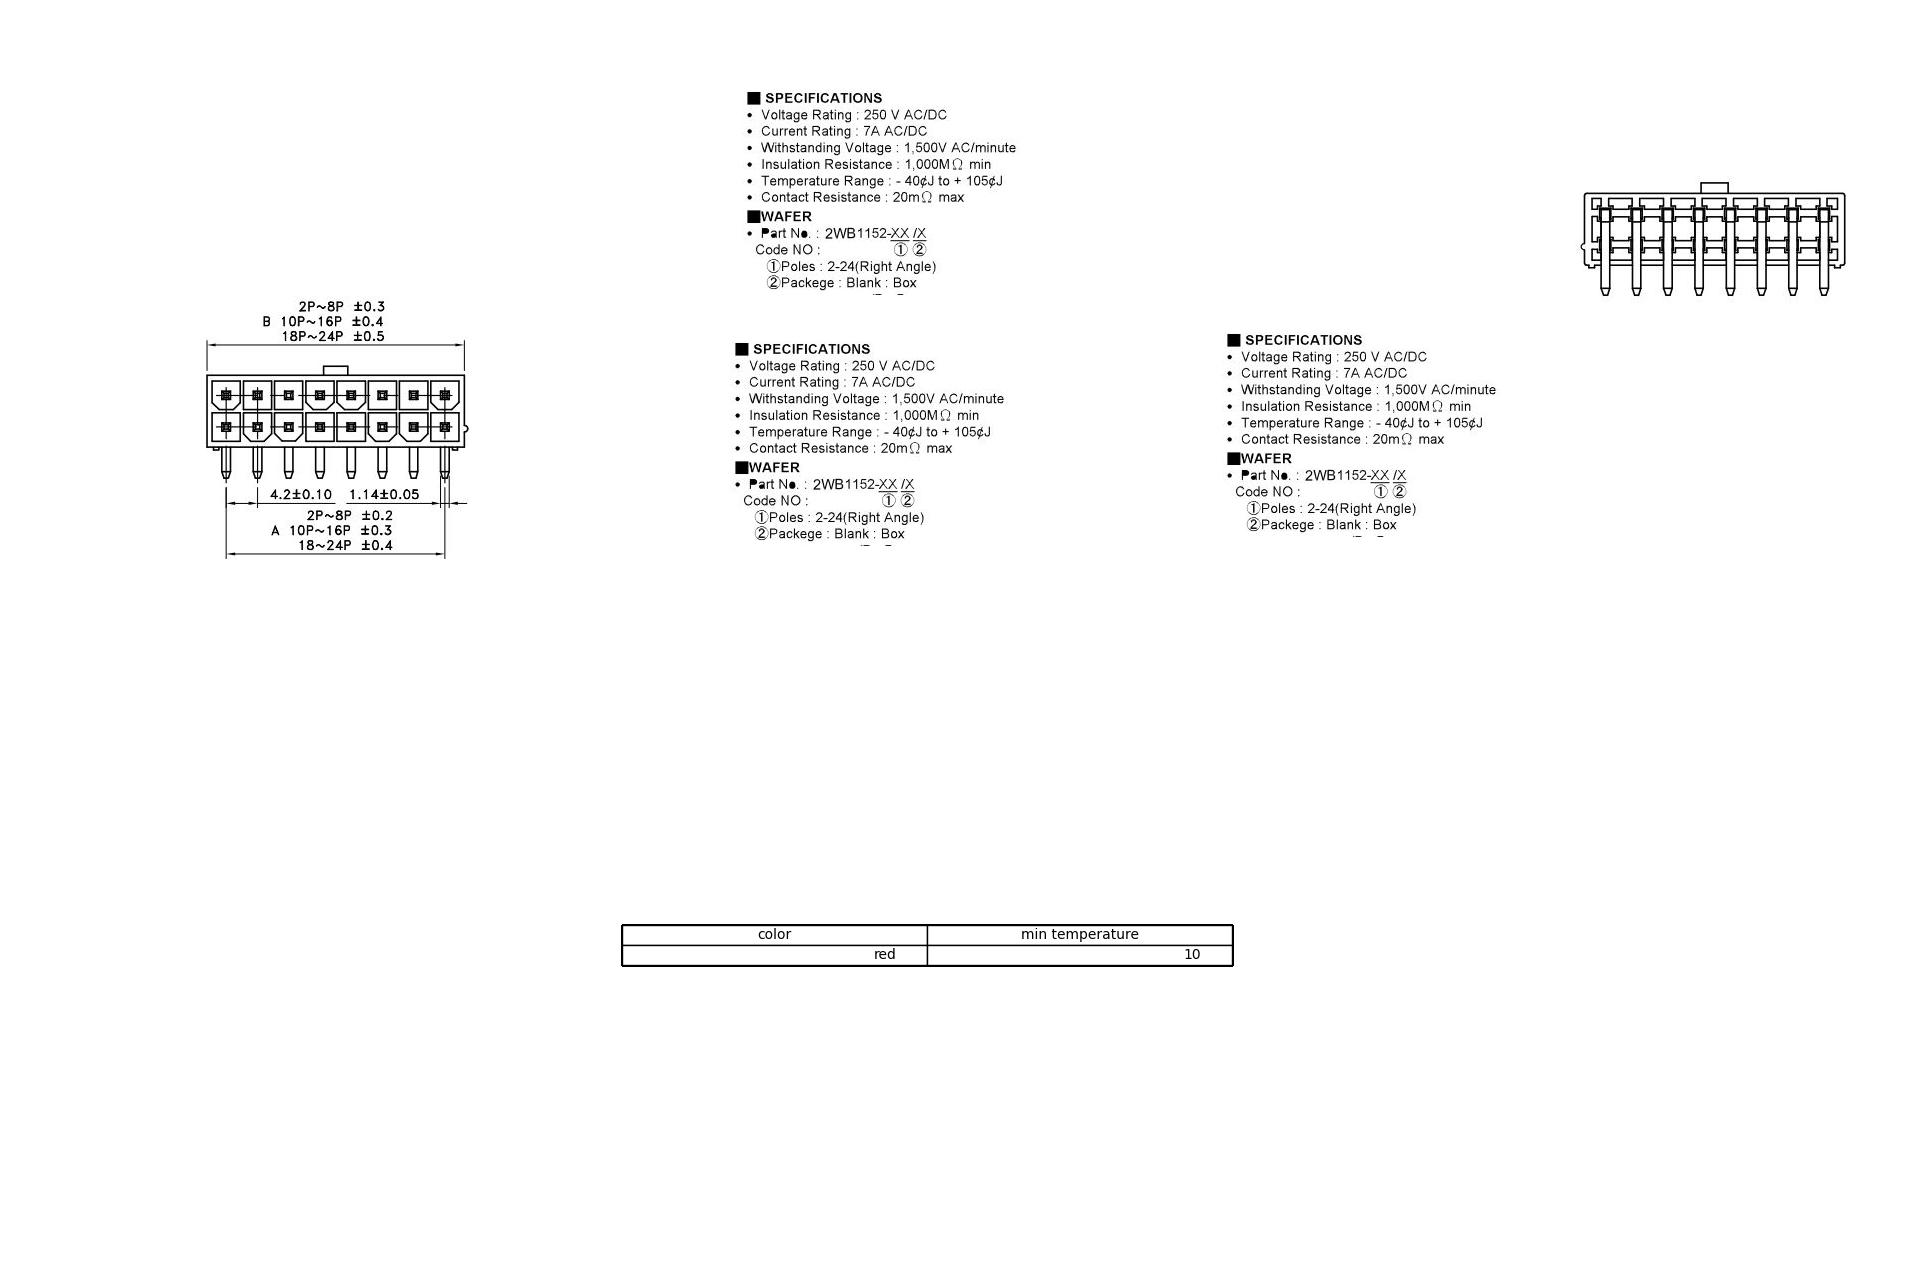 ■ SPECIFICATIONS
• Voltage Rating : 250 V AC/DC
• Current Rating : 7A AC/DC
• Withstanding Voltage : 1,500V AC/minute
• Insulation Resistance : 1,000MΩ min
• Temperature Range : - 40¢J to + 105¢J
• Contact Resistance : 20mΩ max
■WAFER
• Part No. : 2WB1152-XX /X
Code NO : ① ②
①Poles : 2-24(Right Angle)
②Packege : Blank : Box
2P~8P ±0.3
B 10P~16P ±0.4
18P~24P ±0.5
4.2±0.10 1.14±0.05
2P~8P ±0.2
A 10P~16P ±0.3
18~24P ±0.4
■ SPECIFICATIONS
• Voltage Rating : 250 V AC/DC
• Current Rating : 7A AC/DC
• Withstanding Voltage : 1,500V AC/minute
• Insulation Resistance : 1,000MΩ min
• Temperature Range : - 40¢J to + 105¢J
• Contact Resistance : 20mΩ max
■WAFER
• Part No. : 2WB1152-XX /X
Code NO : ① ②
①Poles : 2-24(Right Angle)
②Packege : Blank : Box
■ SPECIFICATIONS
• Voltage Rating : 250 V AC/DC
• Current Rating : 7A AC/DC
• Withstanding Voltage : 1,500V AC/minute
• Insulation Resistance : 1,000MΩ min
• Temperature Range : - 40¢J to + 105¢J
• Contact Resistance : 20mΩ max
■WAFER
• Part No. : 2WB1152-XX /X
Code NO : ① ②
①Poles : 2-24(Right Angle)
②Packege : Blank : Box
color min temperature
red 10